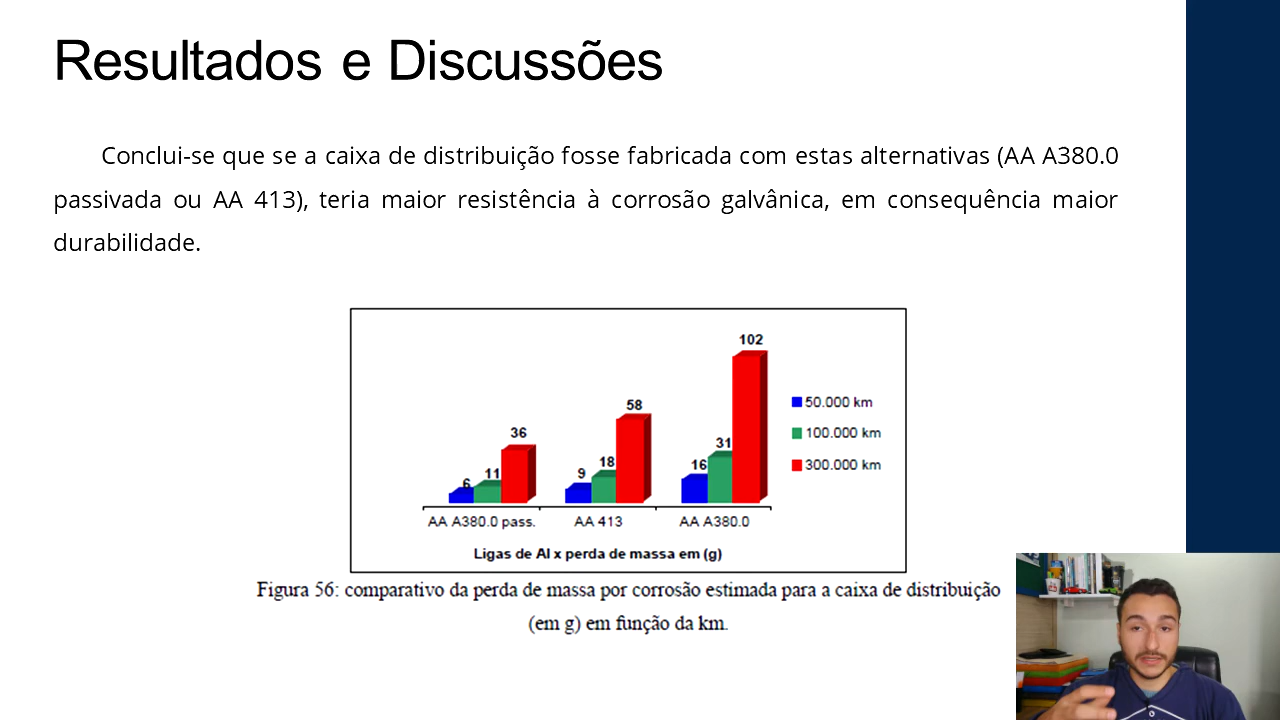 Resultados e Discussões
Conclui-se que se a caixa de distribuição fosse fabricada com estas alternativas (AA A380.0
passivada ou AA 413), teria maior resistência à corrosão galvânica, em consequência maior
durabilidade.
102
58
50.000 km
36
31
100.000 km
16
18
300.000 km
11
9
6
AA A380.0 pass.
AA 413
AA A380.0
Ligas de Al x perda de massa em (g)
Figura 56: comparativo da perda de massa por corrosão estimada para a caixa de distribuição
(em g) em função da km.